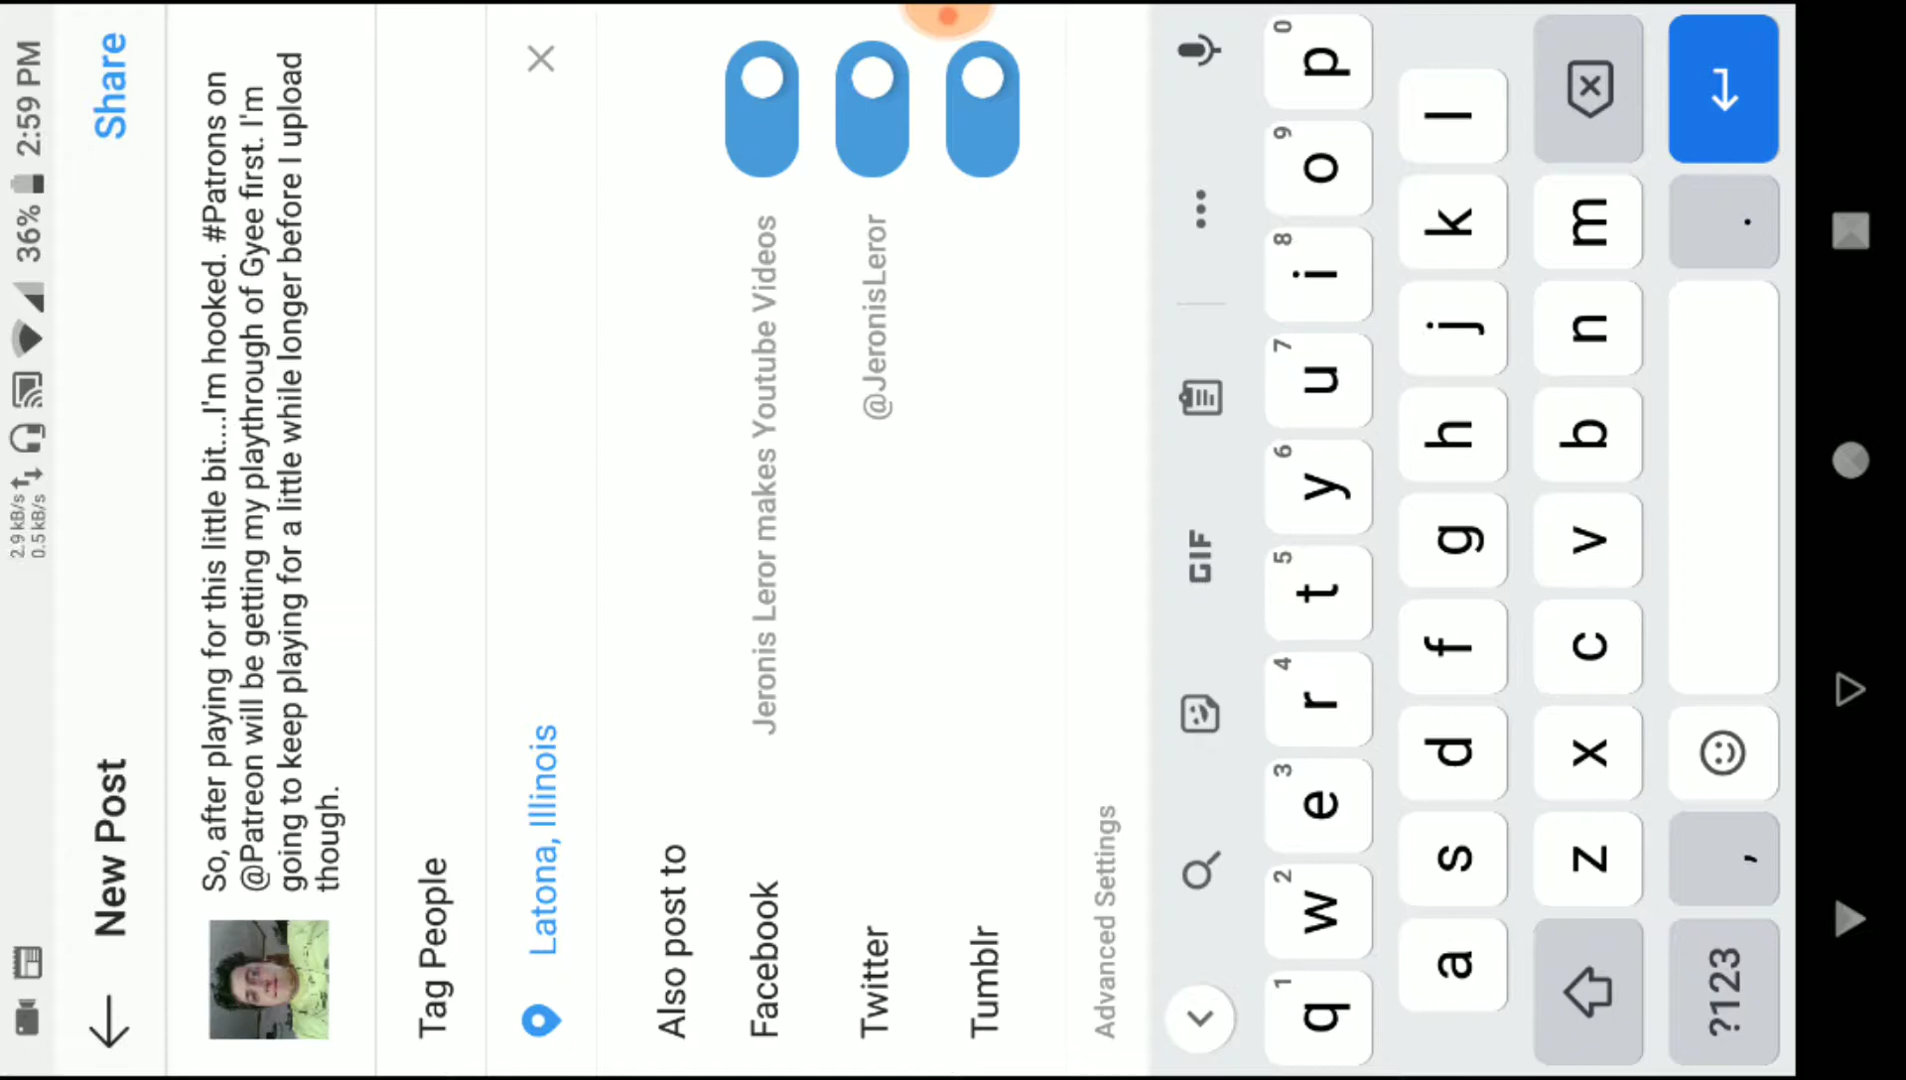 2.9 kB/s
0.5 kB/s
36% 2:59 PM
New Post
Share
So, after playing for this little bit...I'm hooked. #Patrons on
@Patreon will be getting my playthrough of Gyee first. I'm
going to keep playing for a little while longer before I upload
though.
Tag People
Latona, Illinois
Also post to
Facebook
Jeronis Leror makes Youtube Videos
Twitter
@JeronisLeror
Tumblr
Advanced Settings
GIF
1 2 3 4 5 6 7 8 9 0
q w e r t y u i o p
a s d f g h j k l
z x c v b n m
?123 , .